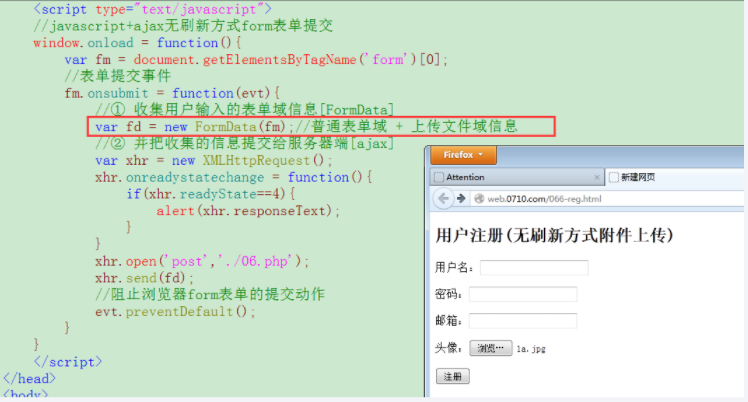 <script type="text/javascript">
//javascript+ajax无刷新方式form表单提交
window.onload = function(){
var fm = document.getElementsByTagName('form')[0];
//表单提交事件
fm.onsubmit = function(evt){
//① 收集用户输入的表单域信息[FormData]
var fd = new FormData(fm);//普通表单域 + 上传文件域信息
//② 并把收集的信息提交给服务器端[ajax]
var xhr = new XMLHttpRequest();
xhr.onreadystatechange = function(){
if(xhr.readyState==4){
alert(xhr.responseText);
}
}
xhr.open('post','./06.php');
xhr.send(fd);
//阻止浏览器form表单的提交动作
evt.preventDefault();
}
}
</script>
</head>
<body>
Firefox
Attention × 新建网页
web.0710.com/066-reg.html
用户注册(无刷新方式附件上传)
用户名:
密码:
邮箱:
头像: 浏览… 1a.jpg
注册